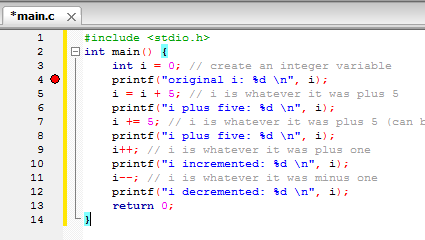 *main.c
1 #include <stdio.h>
2 int main() {
3 int i = 0; // create an integer variable
4 printf("original i: %d \n", i);
5 i = i + 5; // i is whatever it was plus 5
6 printf("i plus five: %d \n", i);
7 i += 5; // i is whatever it was plus 5 (can b
8 printf("i plus five: %d \n", i);
9 i++; // i is whatever it was plus one
10 printf("i incremented: %d \n", i);
11 i--; // i is whatever it was minus one
12 printf("i decremented: %d \n", i);
13 return 0;
14 }